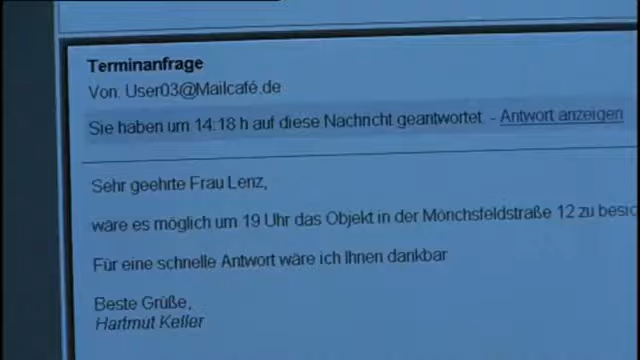 Terminanfrage
Von: User03@Mailcafé.de
Sie haben um 14:18 h auf diese Nachricht geantwortet. - Antwort anzeigen
Sehr geehrte Frau Lenz,
wäre es möglich um 19 Uhr das Objekt in der Mönchsfeldstraße 12 zu besic
Für eine schnelle Antwort wäre ich Ihnen dankbar
Beste Grüße,
Hartmut Keller